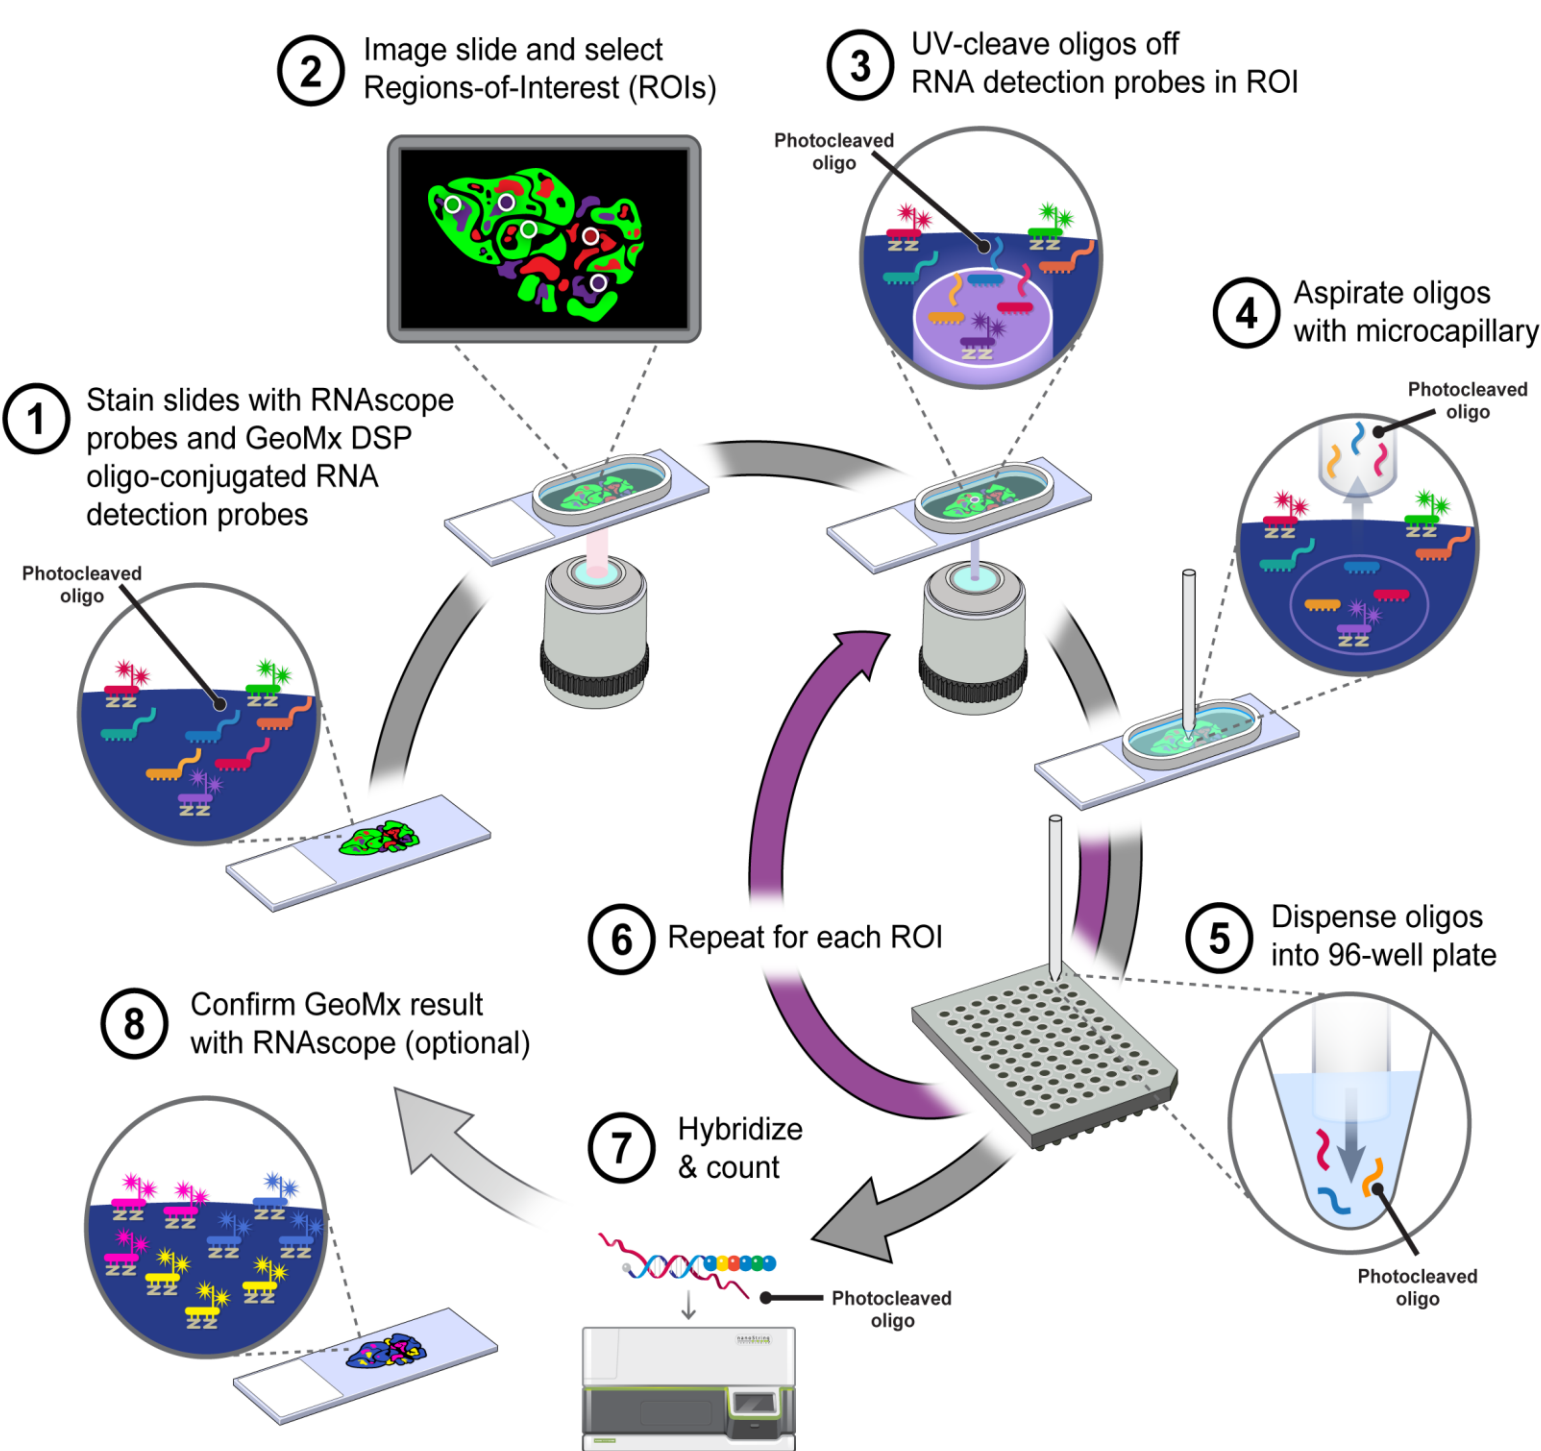 1
Stain slides with RNAscope
probes and GeoMx DSP
oligo-conjugated RNA
detection probes
Photocleaved
oligo
2
Image slide and select
Regions-of-Interest (ROIs)
3
UV-cleave oligos off
RNA detection probes in ROI
Photocleaved
oligo
4
Aspirate oligos
with microcapillary
Photocleaved
oligo
5
Dispense oligos
into 96-well plate
Photocleaved
oligo
6
Repeat for each ROI
7
Hybridize
& count
Photocleaved
oligo
nanoString
8
Confirm GeoMx result
with RNAscope (optional)